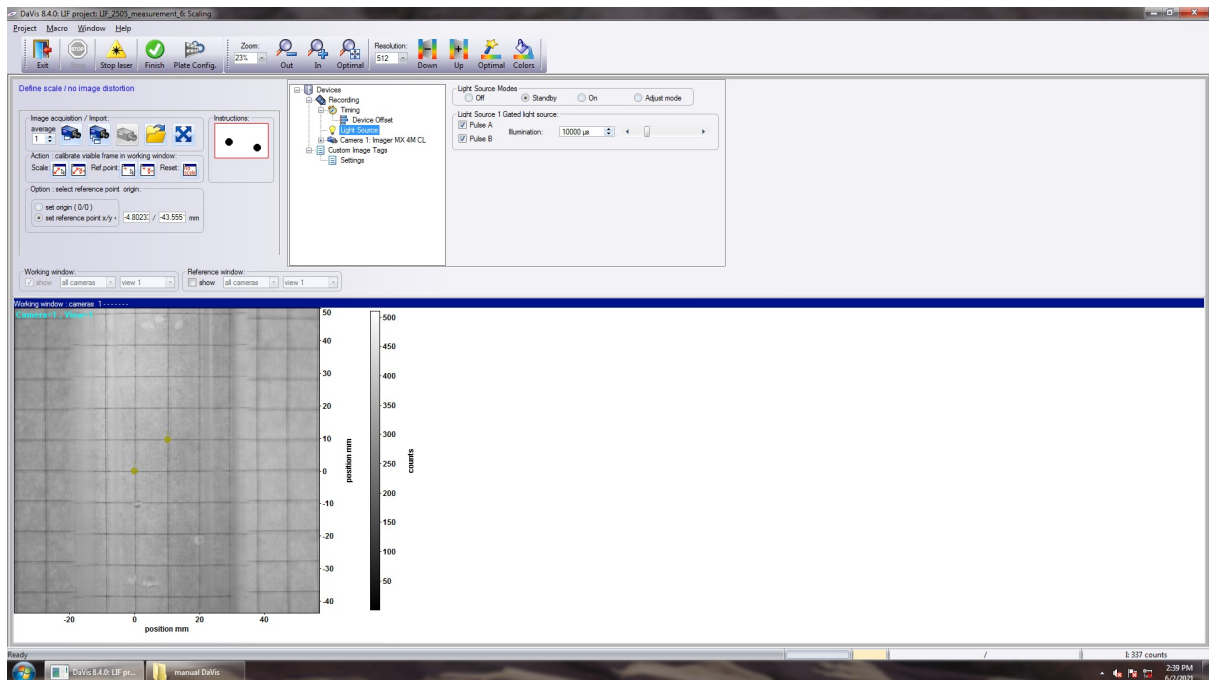 DaVis 8.4.0: LIF project: LIF_2505_measurement_6: Scaling
Project Macro Window Help
Exit Stop Stop laser Finish Plate Config. Zoom: 23% Out In Optimal Resolution: 512 Down Up Optimal Colors
Define scale / no image distortion
Image acquisition / Import:
average
1
Instructions:
Action : calibrate visible frame in working window:
Scale: Ref point: Reset:
Option : select reference point origin:
set origin ( 0/0 )
set reference point x/y - / mm
Devices
Recording
Timing
Device Offset
Light Source
Camera 1: Imager MX 4M CL
Custom Image Tags
Settings
Light Source Modes
Off Standby On Adjust mode
Light Source 1 Gated light source:
Pulse A
Illumination: 10000 µs
Pulse B
Working window:
show all cameras view 1
Reference window:
show all cameras view 1
Working window : cameras 1 - - - - - - -
Camera=1 , View=
50
40
30
20
10
0
-10
-20
-30
-40
position mm
-20 0 20 40
position mm
500
450
400
350
300
250
200
150
100
50
counts
Ready / I: 337 counts
DaVis 8.4.0: LIF pr... manual DaVis
2:39 PM
6/2/2021